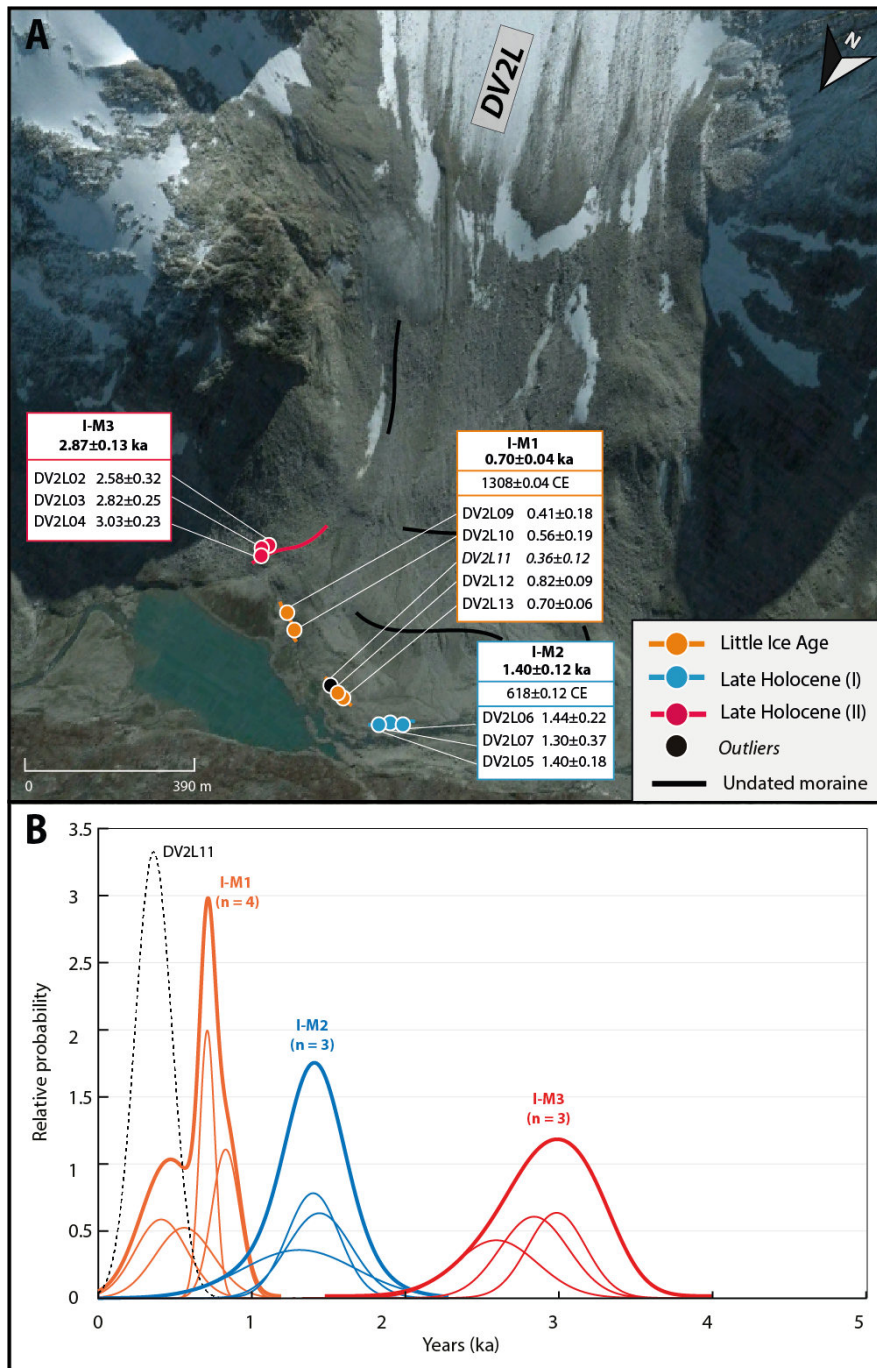 A
DV2L
N
I-M3
2.87±0.13 ka
DV2L02 2.58±0.32
DV2L03 2.82±0.25
DV2L04 3.03±0.23
I-M1
0.70±0.04 ka
1308±0.04 CE
DV2L09 0.41±0.18
DV2L10 0.56±0.19
DV2L11 0.36±0.12
DV2L12 0.82±0.09
DV2L13 0.70±0.06
I-M2
1.40±0.12 ka
618±0.12 CE
DV2L06 1.44±0.22
DV2L07 1.30±0.37
DV2L05 1.40±0.18
Little Ice Age
Late Holocene (I)
Late Holocene (II)
Outliers
Undated moraine
0 390 m
B
3.5
3
2.5
2
1.5
1
0.5
0
Relative probability
DV2L11
I-M1
(n = 4)
I-M2
(n = 3)
I-M3
(n = 3)
0 1 2 3 4 5
Years (ka)